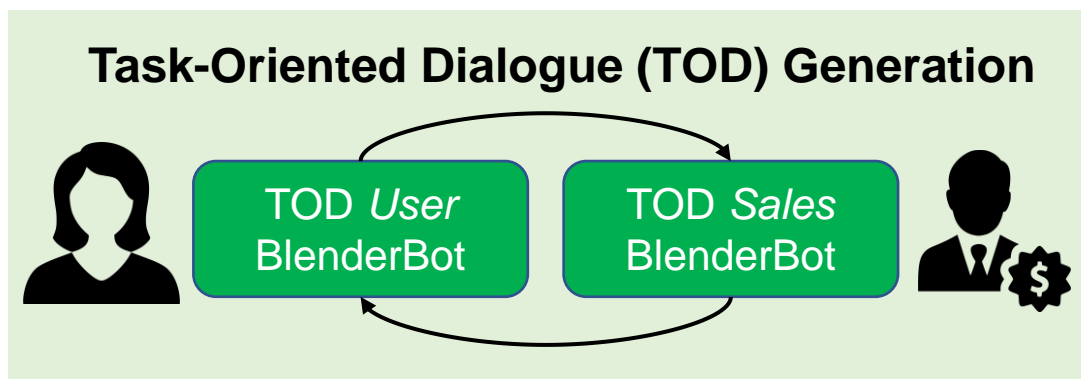 Task-Oriented Dialogue (TOD) Generation
TOD User
BlenderBot
TOD Sales
BlenderBot
$